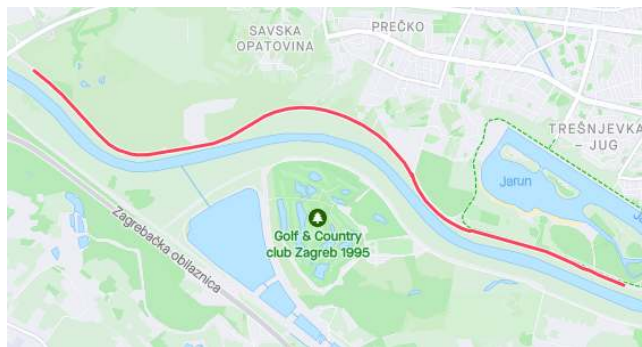 SAVSKA
OPATOVINA
PREČKO
TREŠNJEVKA
– JUG
Jarun
Golf & Country
club Zagreb 1995
Zagrebačka obilaznica